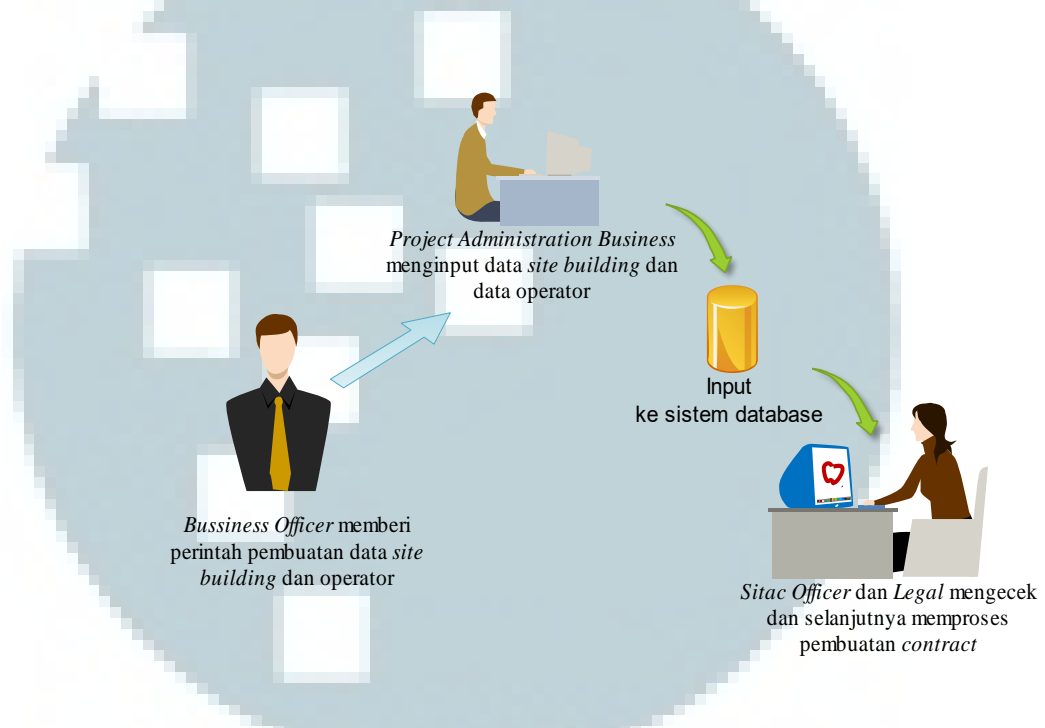 Project Administration Business
menginput data site building dan
data operator
Input
ke sistem database
Bussiness Officer memberi
perintah pembuatan data site
building dan operator
Sitac Officer dan Legal mengecek
dan selanjutnya memproses
pembuatan contract